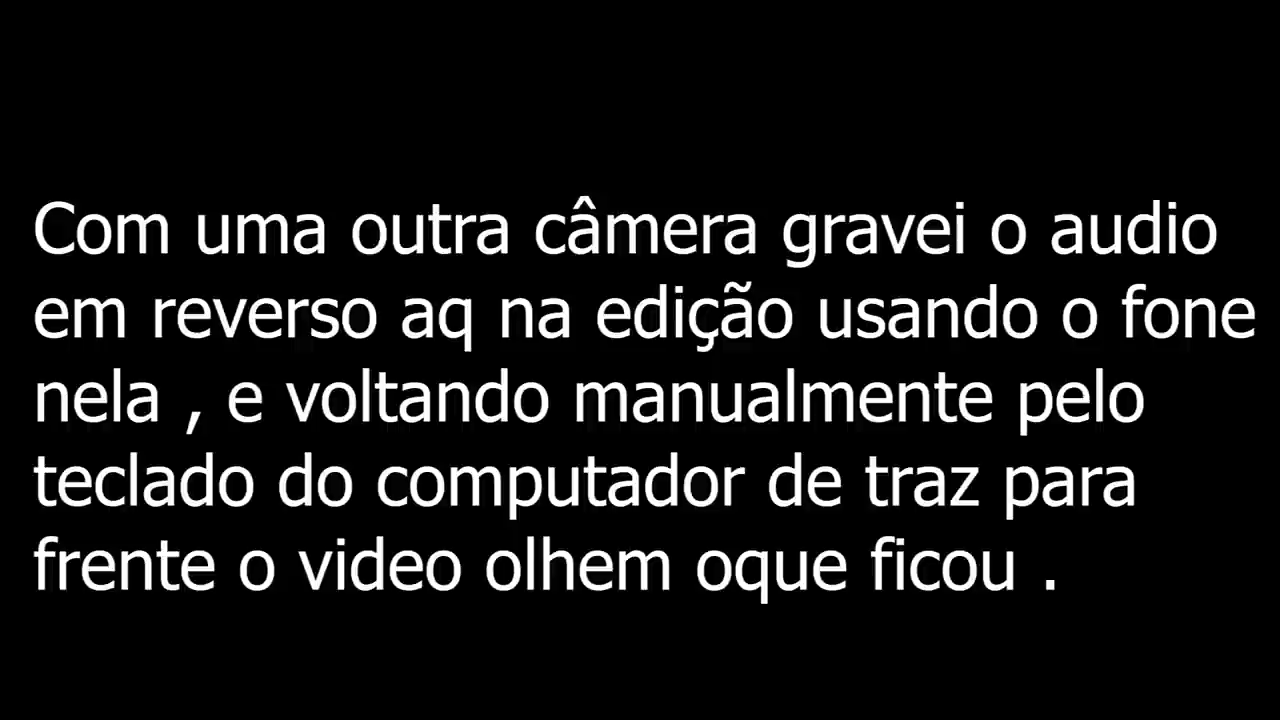 Com uma outra câmera gravei o audio
em reverso aq na edição usando o fone
nela , e voltando manualmente pelo
teclado do computador de traz para
frente o video olhem oque ficou .